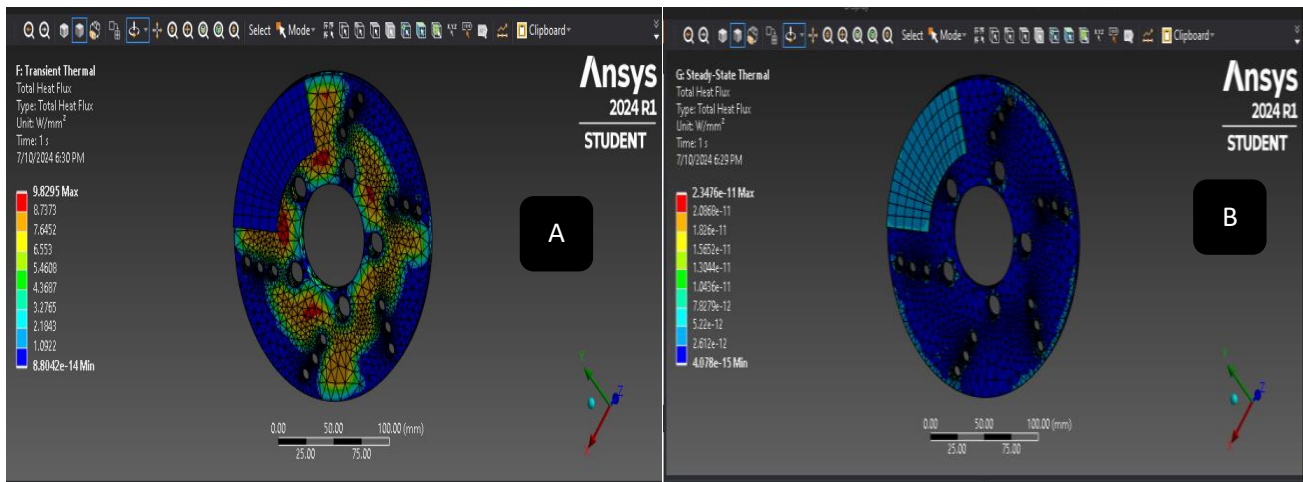 Select Mode Clipboard
F: Transient Thermal
Total Heat Flux
Type: Total Heat Flux
Unit: W/mm²
Time: 1 s
7/10/2024 6:30 PM
9.8295 Max
8.7373
7.6452
6.553
5.4608
4.3687
3.2765
2.1843
1.0922
8.8042e-14 Min
Ansys
2024 R1
STUDENT
A
Y
Z
X
0.00 50.00 100.00 (mm)
25.00 75.00
Select Mode Clipboard
G: Steady-State Thermal
Total Heat Flux
Type: Total Heat Flux
Unit: W/mm²
Time: 1 s
7/10/2024 6:29 PM
2.3476e-11 Max
2.0868e-11
1.826e-11
1.5652e-11
1.3044e-11
1.0436e-11
7.8279e-12
5.22e-12
2.612e-12
4.078e-15 Min
Ansys
2024 R1
STUDENT
B
Z
0.00 50.00 100.00 (mm)
25.00 75.00